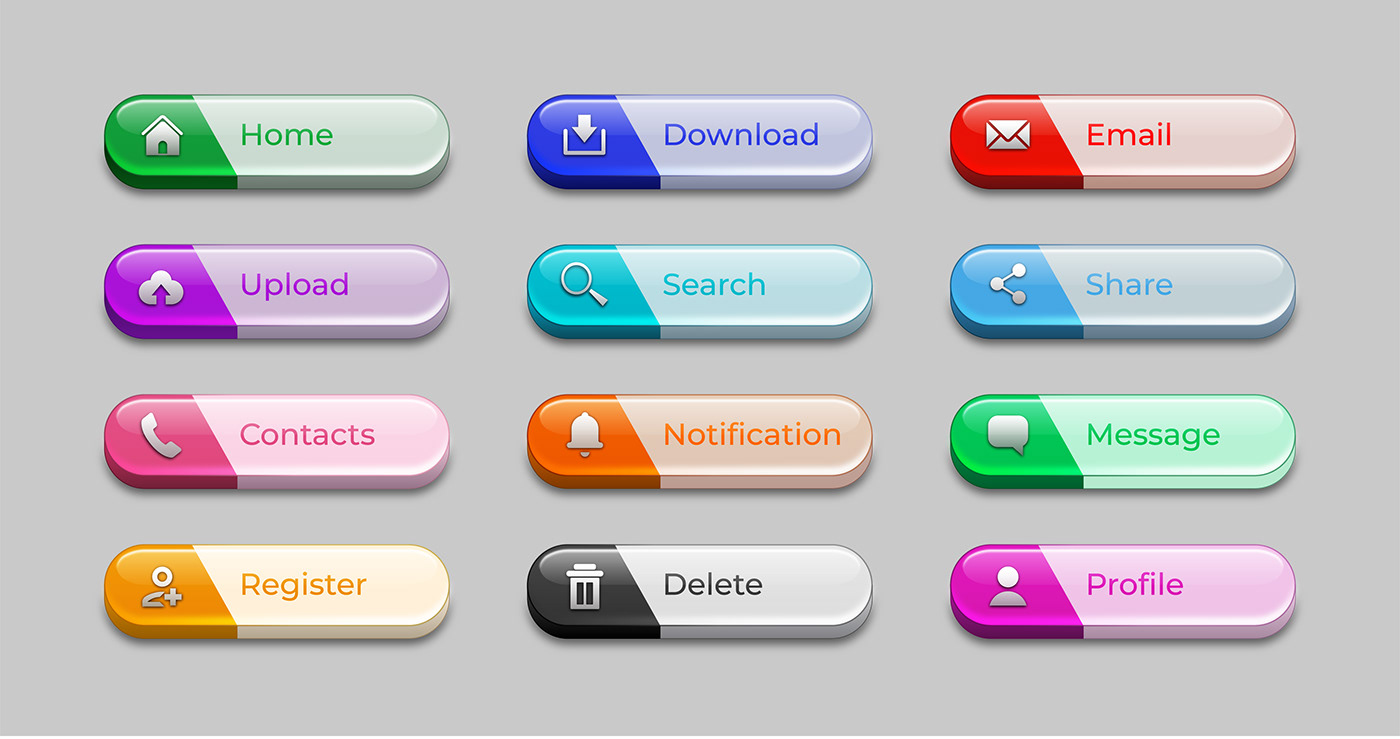 Home
Download
Email
Upload
Search
Share
Contacts
Notification
Message
Register
Delete
Profile